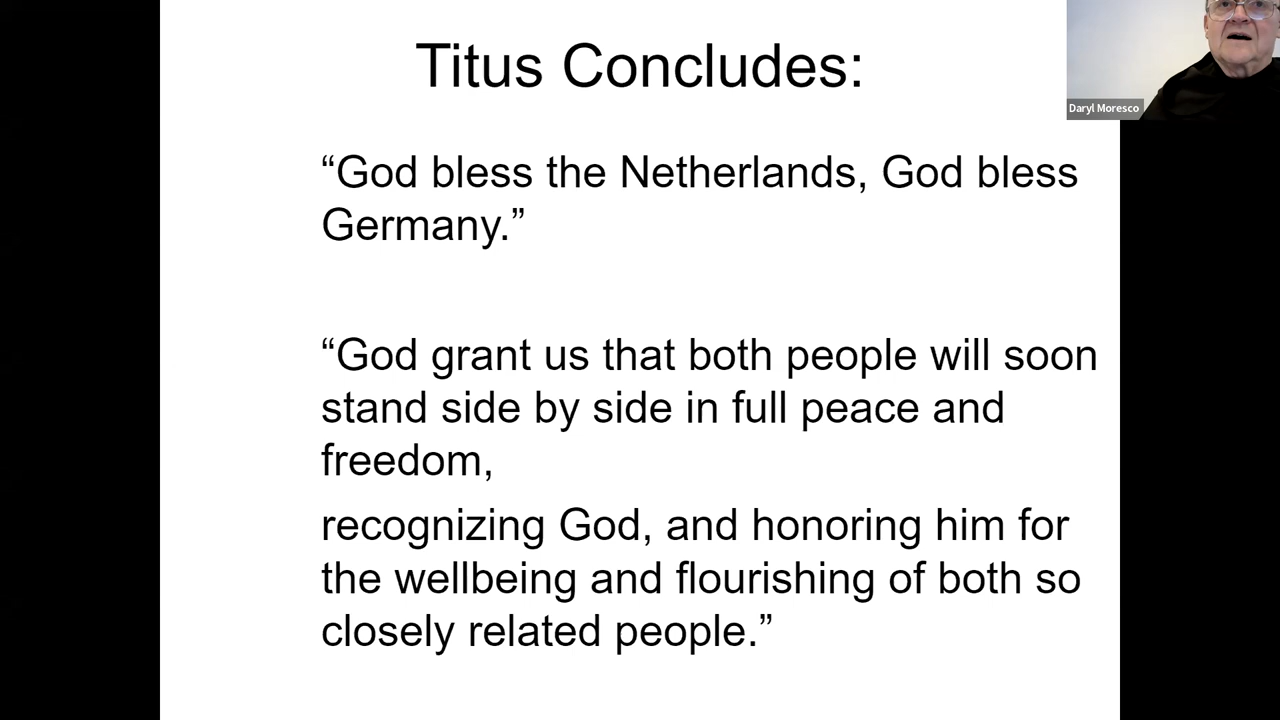 Titus Concludes:
Daryl Moresco
“God bless the Netherlands, God bless
Germany.”
“God grant us that both people will soon
stand side by side in full peace and
freedom,
recognizing God, and honoring him for
the wellbeing and flourishing of both so
closely related people.”